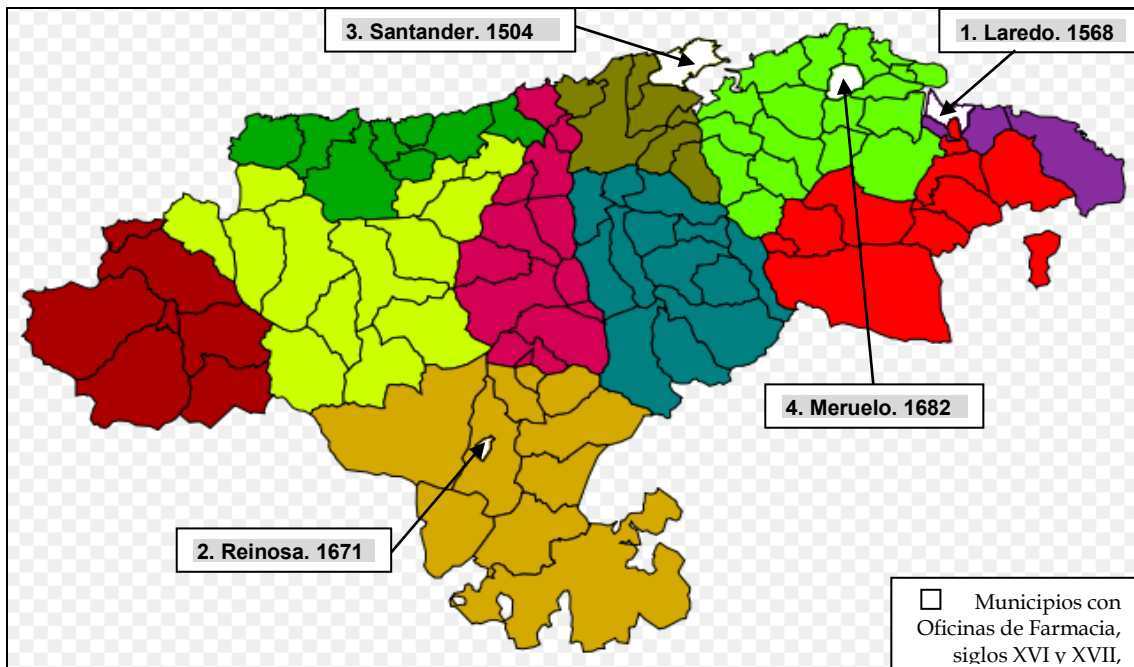 3. Santander. 1504
1. Laredo. 1568
4. Meruelo. 1682
2. Reinosa. 1671
Municipios con
Oficinas de Farmacia,
siglos XVI y XVII,